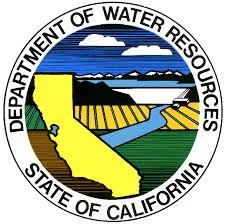 DEPARTMENT OF WATER RESOURCES
STATE OF CALIFORNIA